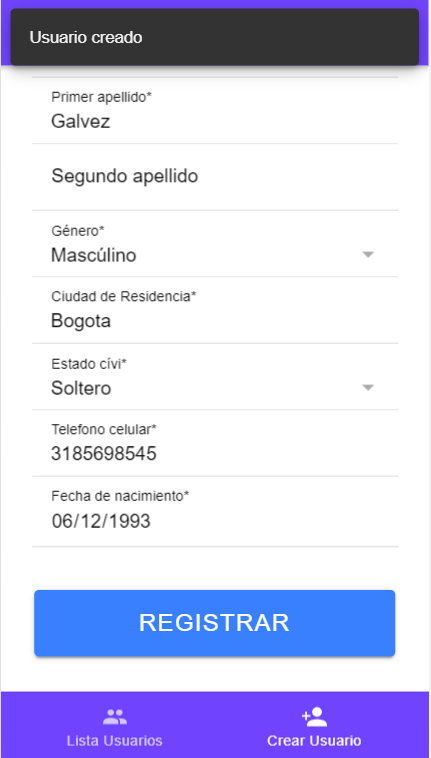 Usuario creado
Primer apellido*
Galvez
Segundo apellido
Género*
Mascúlino
Ciudad de Residencia*
Bogota
Estado cívi*
Soltero
Telefono celular*
3185698545
Fecha de nacimiento*
06/12/1993
REGISTRAR
Lista Usuarios
Crear Usuario